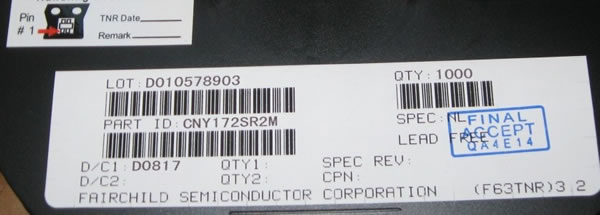 Pin
# 1
TNR Date
Remark
LOT: D010578903
QTY: 1000
PART ID: CNY172SR2M
SPEC: NL
LEAD FREE
FINAL
ACCEPT
QA4E14
D/C1: D0817 QTY1: SPEC REV:
D/C2: QTY2: CPN:
FAIRCHILD SEMICONDUCTOR CORPORATION (F63TNR)3 2